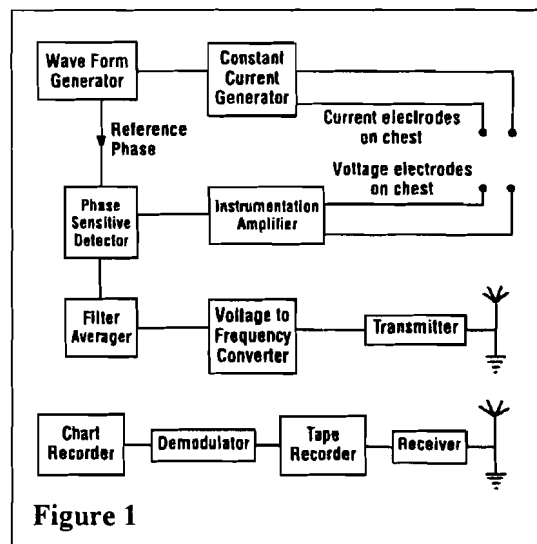 Wave Form
Generator
Constant
Current
Generator
Reference
Phase
Current electrodes
on chest
Voltage electrodes
on chest
Phase
Sensitive
Detector
Instrumentation
Amplifier
Filter
Averager
Voltage to
Frequency
Converter
Transmitter
Chart
Recorder
Demodulator
Tape
Recorder
Receiver
Figure 1